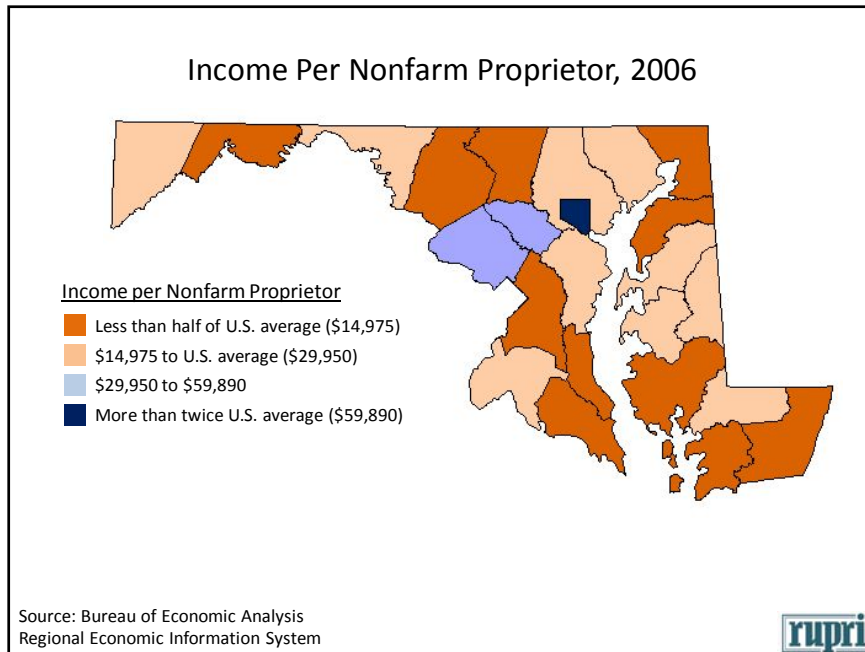 Income Per Nonfarm Proprietor, 2006
Income per Nonfarm Proprietor
Less than half of U.S. average ($14,975)
$14,975 to U.S. average ($29,950)
$29,950 to $59,890
More than twice U.S. average ($59,890)
Source: Bureau of Economic Analysis
Regional Economic Information System
rupri